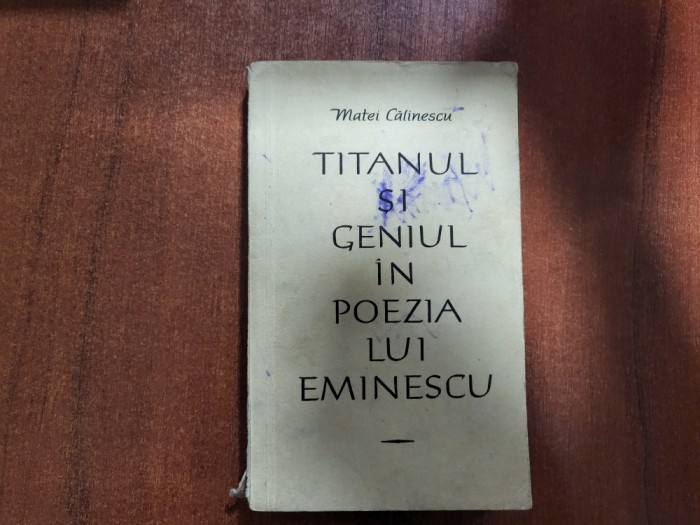 Matei Călinescu
TITANUL
ȘI
GENIUL
ÎN
POEZIA
LUI
EMINESCU